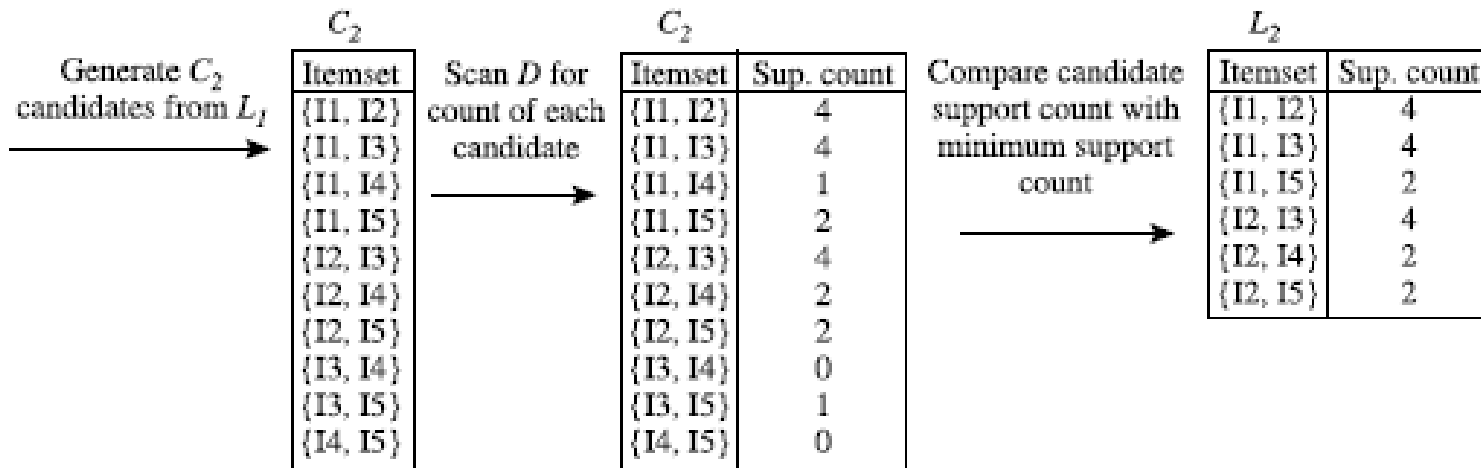 C2
C2
L2
Generate C2
candidates from L1
Itemset
{I1, I2}
{I1, I3}
{I1, I4}
{I1, I5}
{I2, I3}
{I2, I4}
{I2, I5}
{I3, I4}
{I3, I5}
{I4, I5}
Scan D for
count of each
candidate
Itemset Sup. count
{I1, I2} 4
{I1, I3} 4
{I1, I4} 1
{I1, I5} 2
{I2, I3} 4
{I2, I4} 2
{I2, I5} 2
{I3, I4} 0
{I3, I5} 1
{I4, I5} 0
Compare candidate
support count with
minimum support
count
Itemset Sup. count
{I1, I2} 4
{I1, I3} 4
{I1, I5} 2
{I2, I3} 4
{I2, I4} 2
{I2, I5} 2